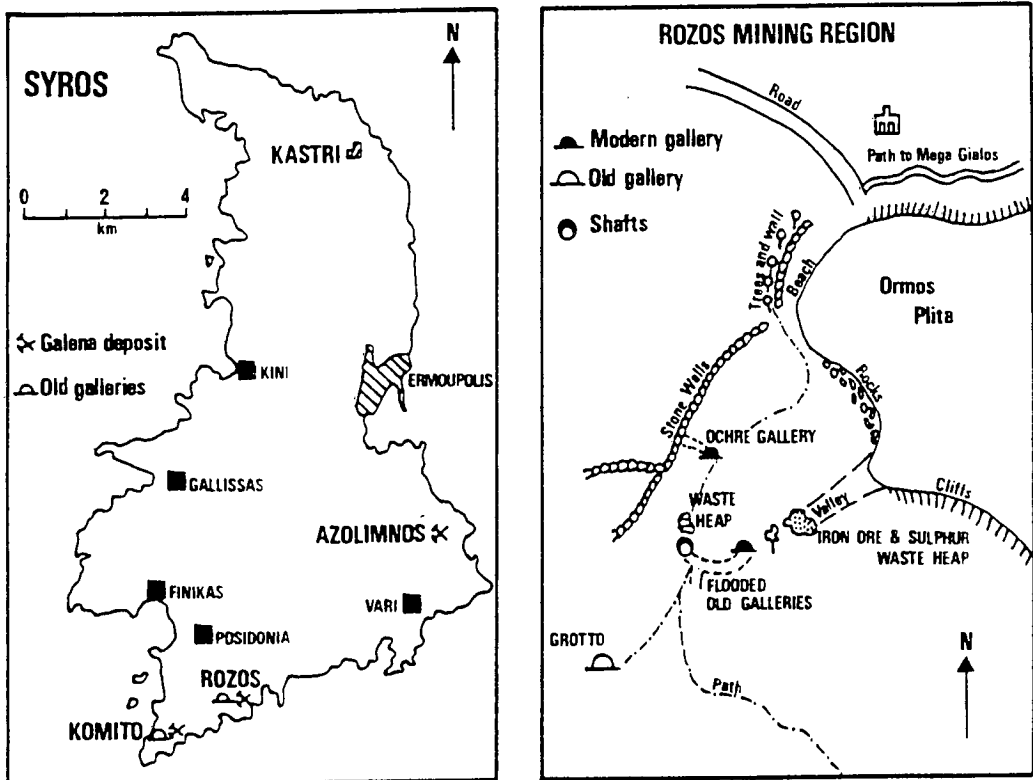 SYROS
N
KASTRI
0 2 4
km
Galena deposit
Old galleries
KINI
ERMOUPOLIS
GALLISSAS
AZOLIMNOS
FINIKAS
VARI
POSIDONIA
ROZOS
KOMITO
ROZOS MINING REGION
Road
Inn
Modern gallery
Path to Mega Gialos
Old gallery
Shafts
Trees and wall
Beach
Ormos
Plita
Rocks
Stone Walls
OCHRE GALLERY
Cliffs
WASTE
HEAP
Valley
IRON ORE & SULPHUR
WASTE HEAP
FLOODED
OLD GALLERIES
GROTTO
N
Path